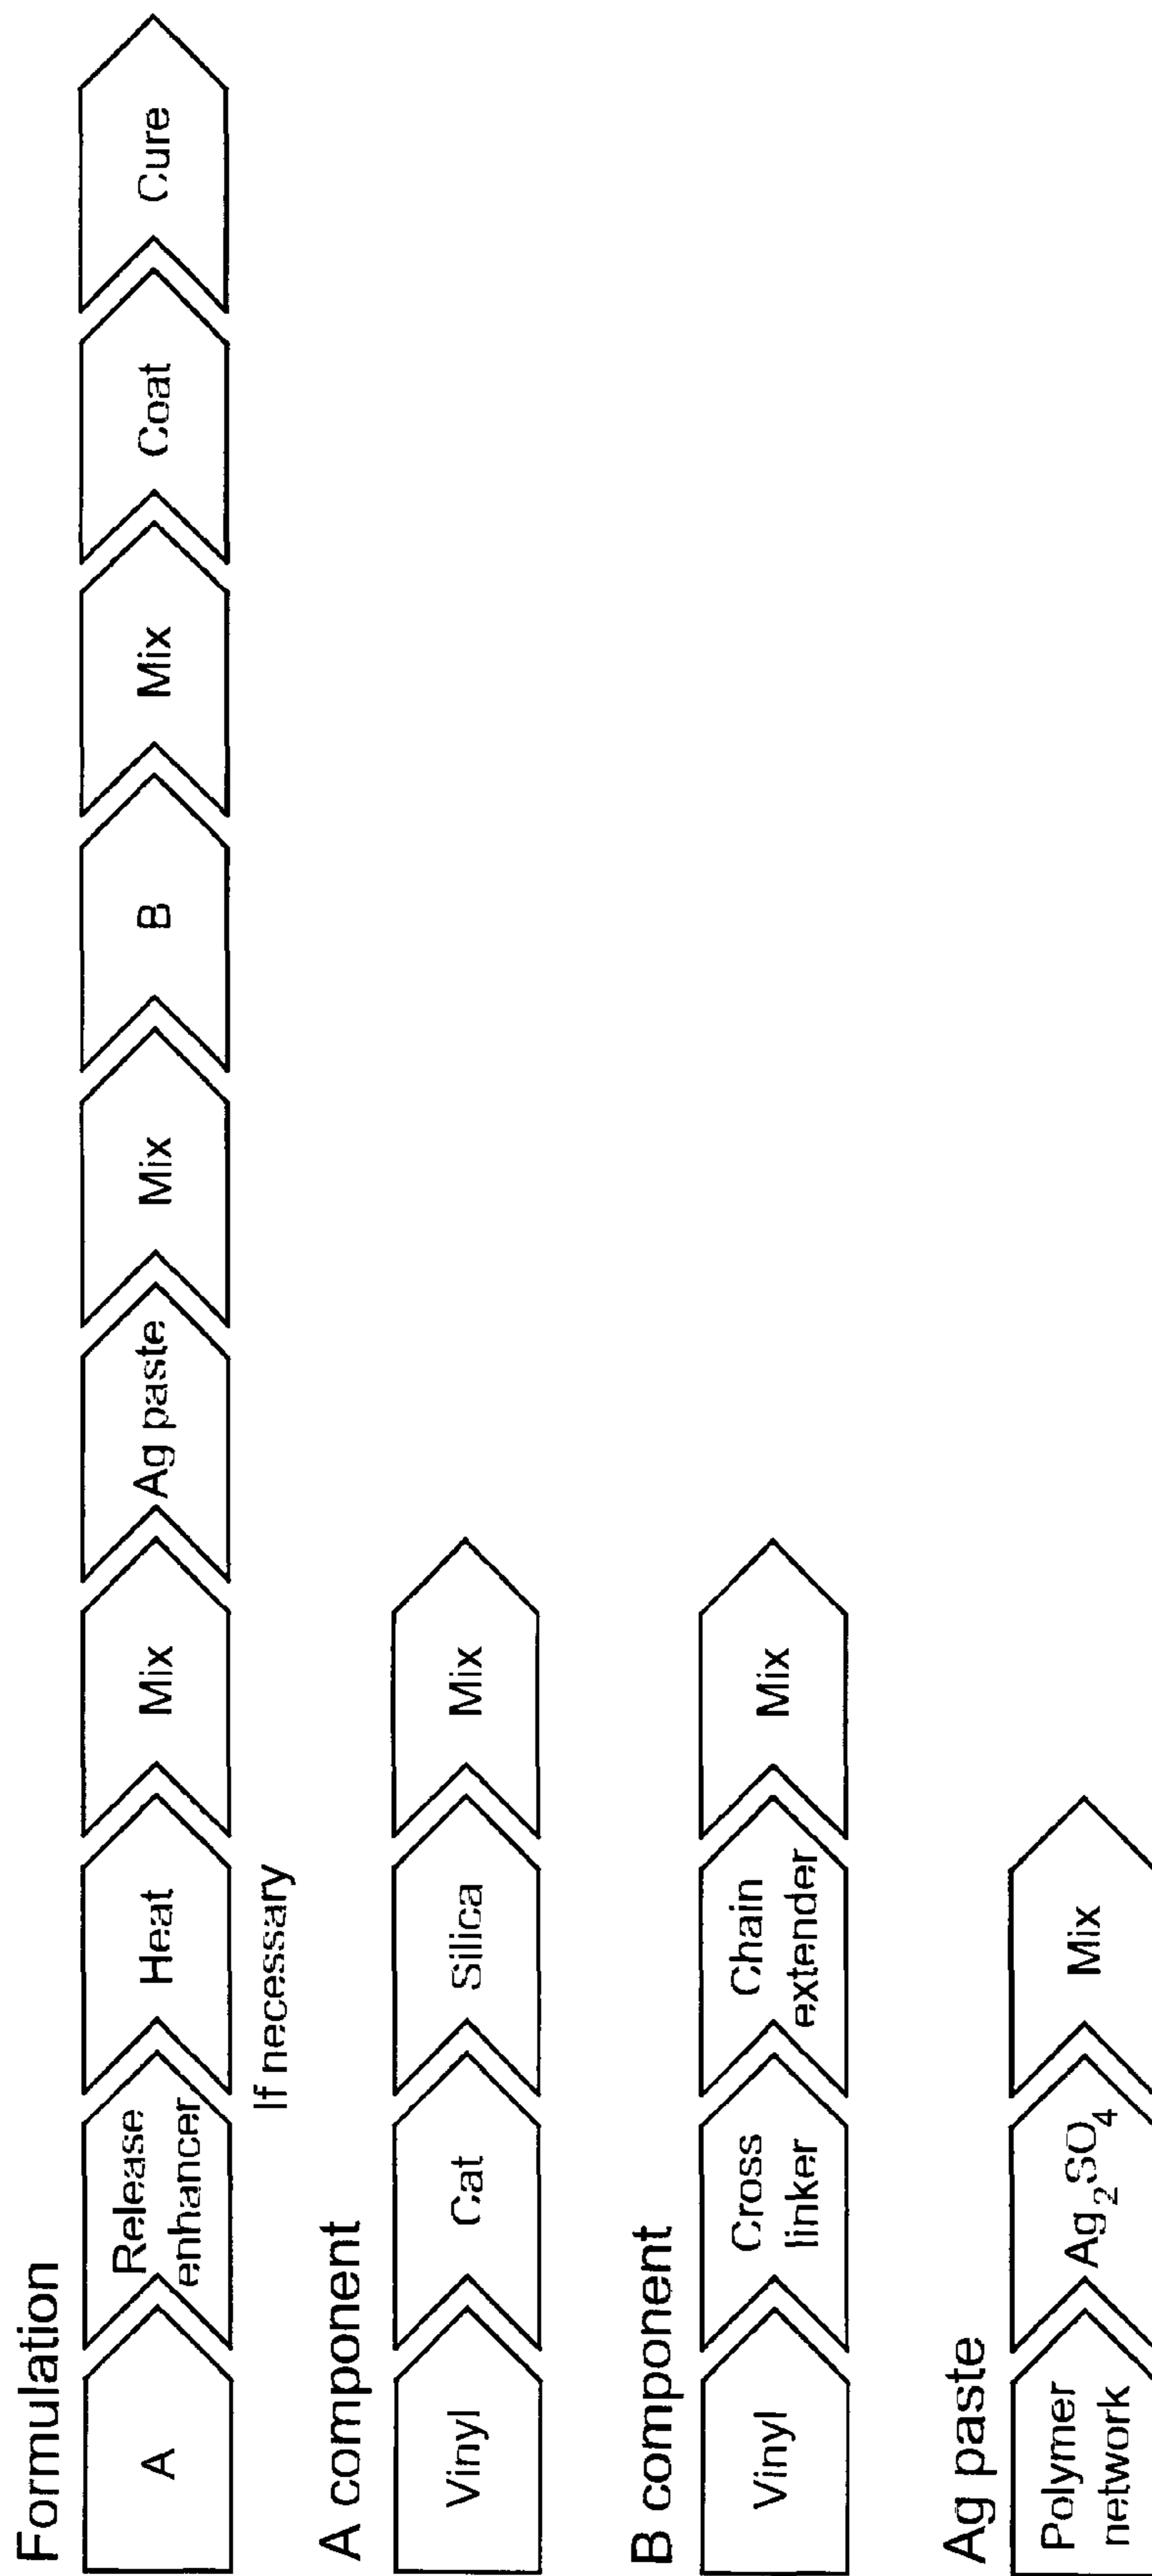 Formulation
A
Release
enhancer
Heat
Mix
Ag paste
Mix
B
Mix
Coat
Cure
If necessary
A component
Vinyl
Cat
Silica
Mix
B component
Vinyl
Cross
linker
Chain
extender
Mix
Ag paste
Polymer
network
Ag₂SO₄
Mix